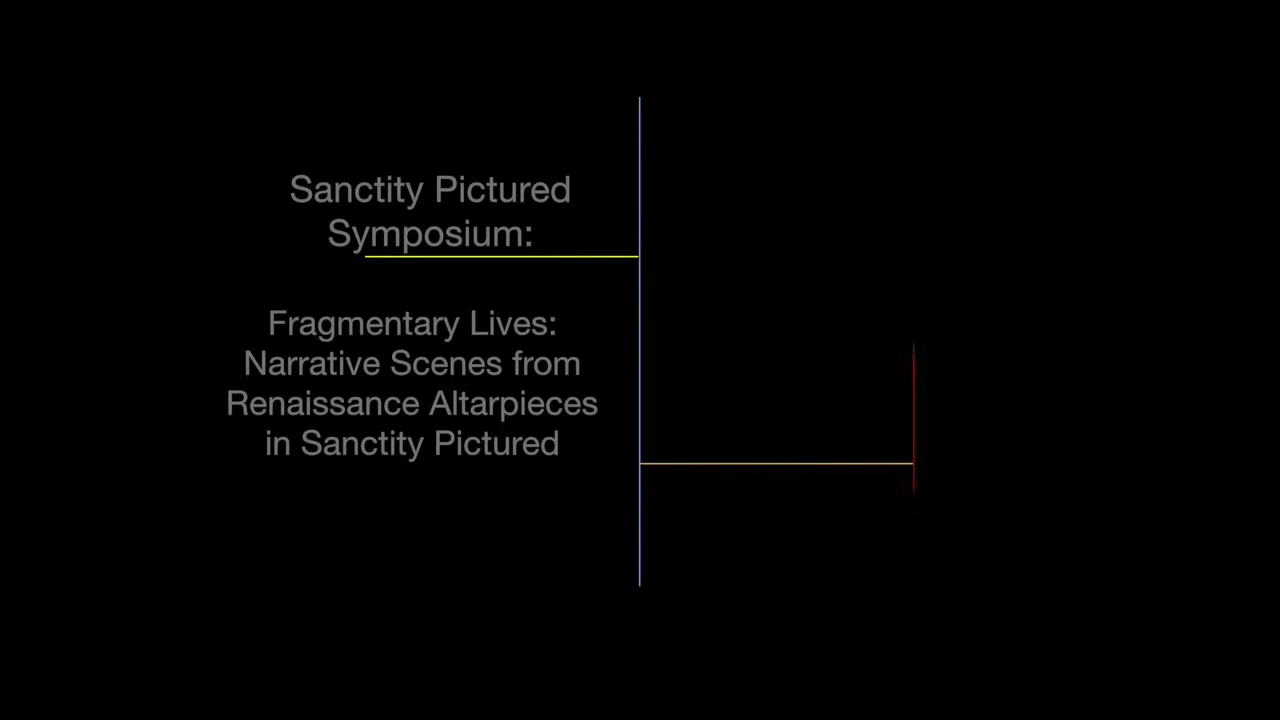 Sanctity Pictured
Symposium:
Fragmentary Lives:
Narrative Scenes from
Renaissance Altarpieces
in Sanctity Pictured